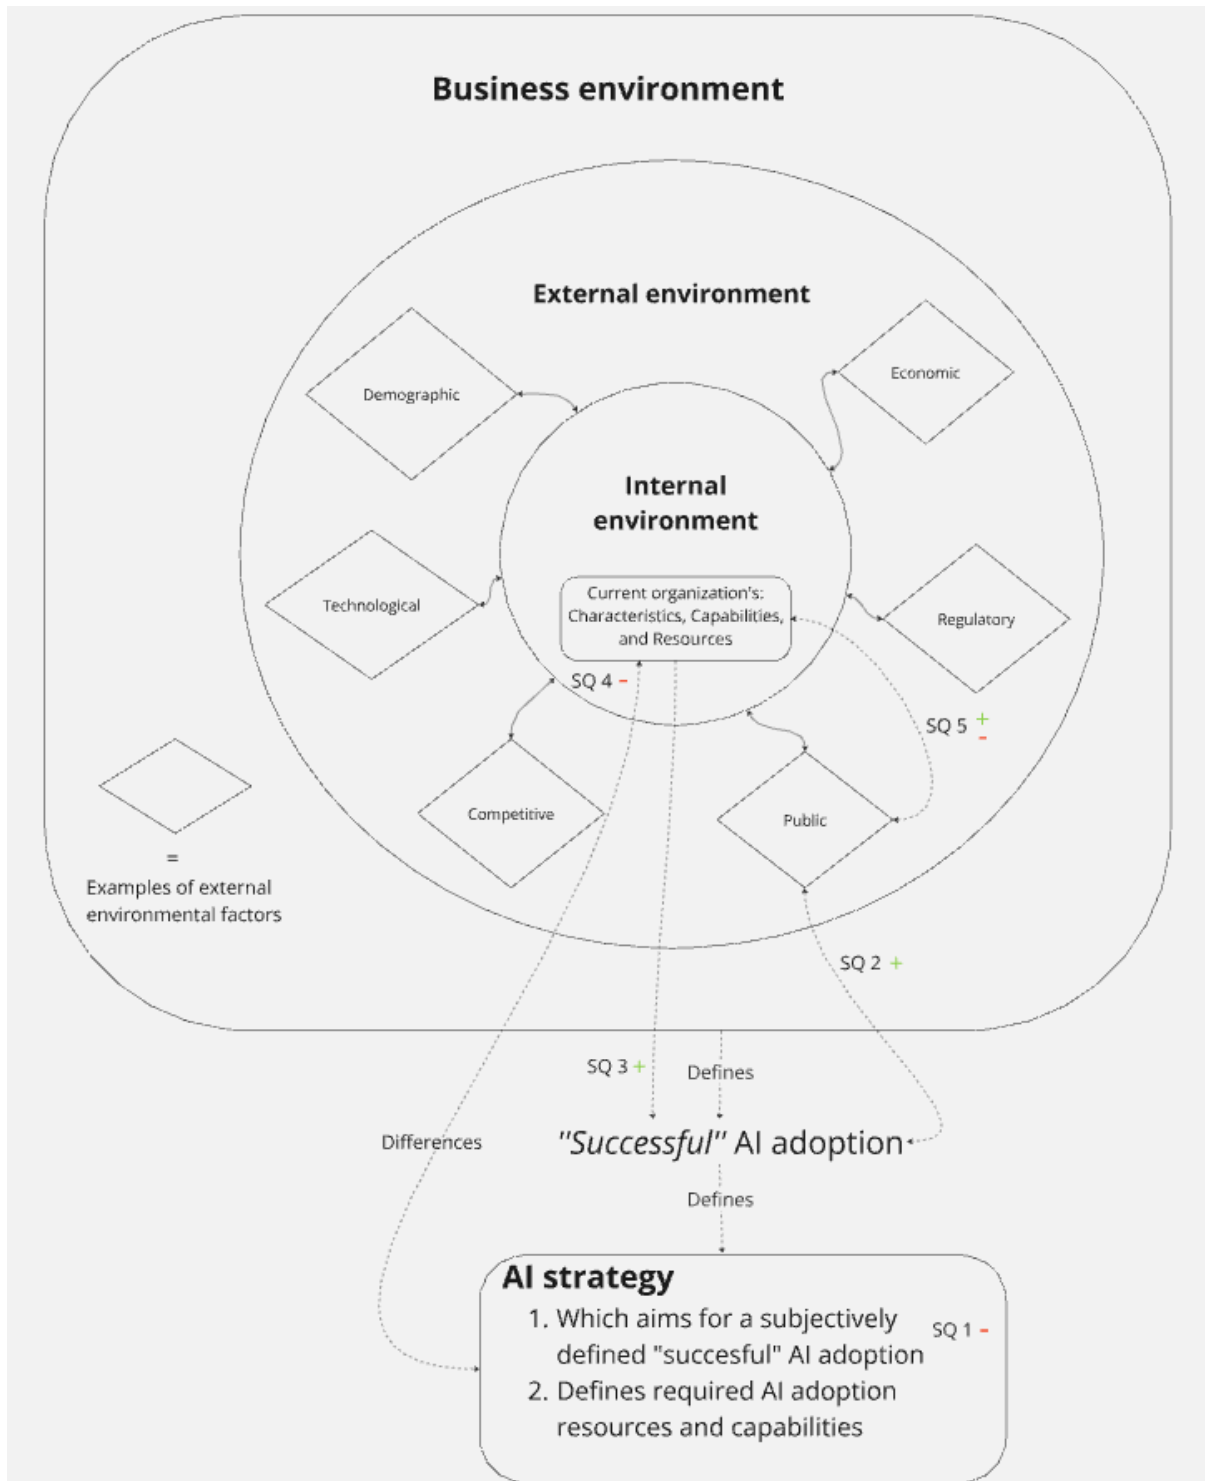 Business environment
External environment
Economic
Demographic
Internal
environment
Current organization's:
Characteristics, Capabilities,
and Resources
Technological
Regulatory
SQ 4 -
SQ 5 +
-
Competitive
Public
=
Examples of external
environmental factors
SQ 2 +
SQ 3 +
Defines
Differences
"Successful" AI adoption
Defines
AI strategy
1. Which aims for a subjectively
defined "succesful" AI adoption
SQ 1 -
2. Defines required AI adoption
resources and capabilities